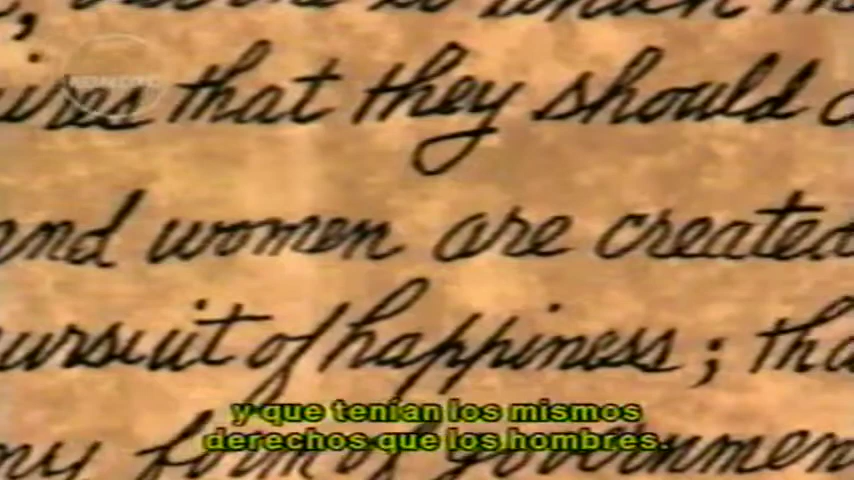 that they should
and women are created
pursuit of happiness; tha
my form of government
y que tenían los mismos
derechos que los hombres.